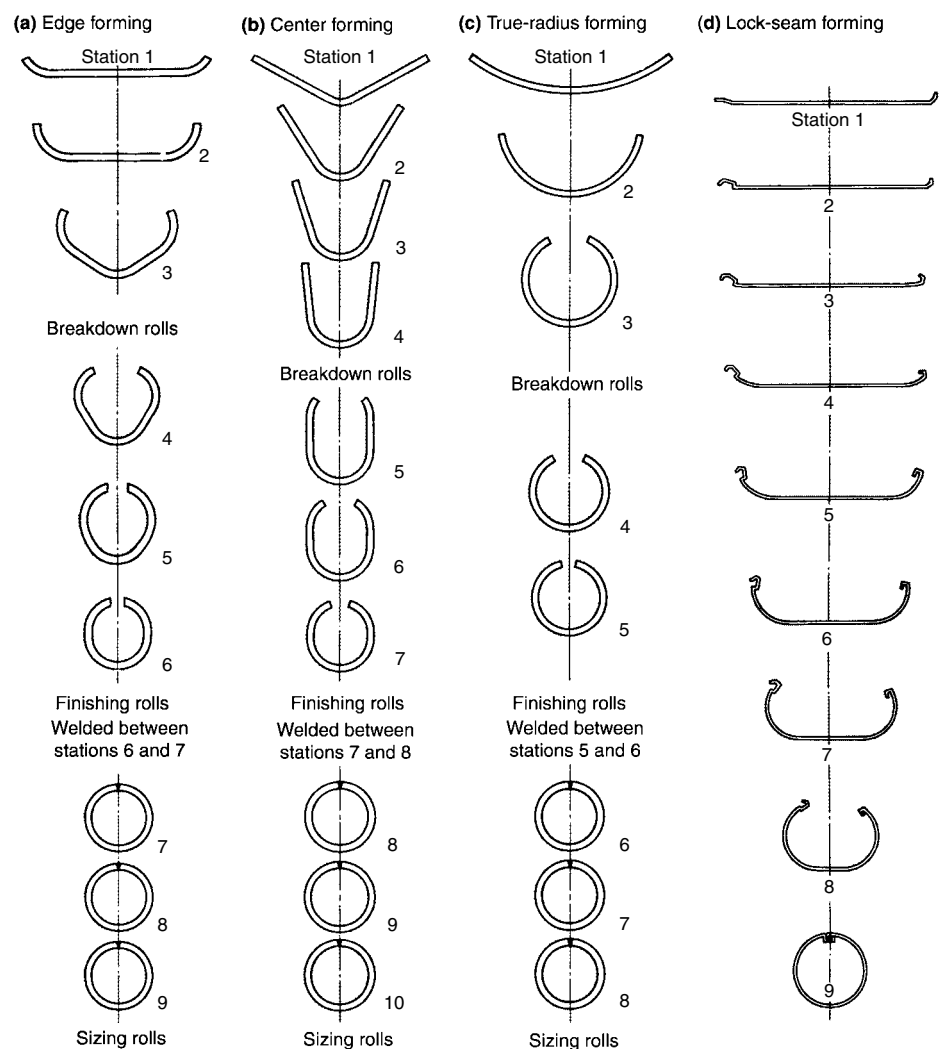 (a) Edge forming
Station 1
2
3
Breakdown rolls
4
5
6
Finishing rolls
Welded between
stations 6 and 7
7
8
9
Sizing rolls
(b) Center forming
Station 1
2
3
4
Breakdown rolls
5
6
7
Finishing rolls
Welded between
stations 7 and 8
8
9
10
Sizing rolls
(c) True-radius forming
Station 1
2
3
Breakdown rolls
4
5
Finishing rolls
Welded between
stations 5 and 6
6
7
8
Sizing rolls
(d) Lock-seam forming
Station 1
2
3
4
5
6
7
8
9